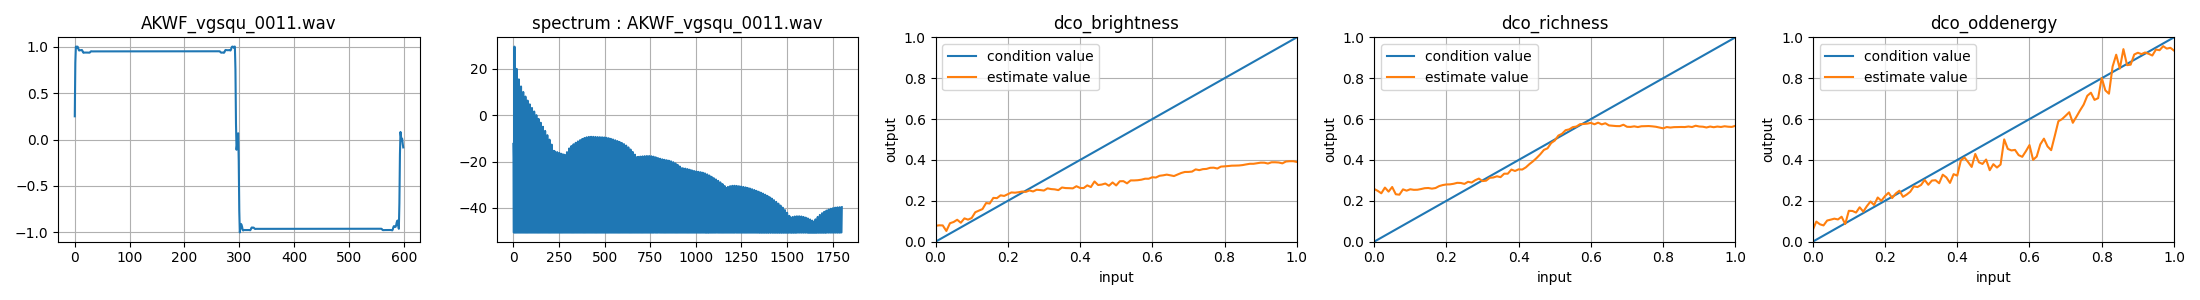 AKWF_vgsqu_0011.wav
1.0
0.5
0.0
−0.5
−1.0
0 100 200 300 400 500 600
spectrum : AKWF_vgsqu_0011.wav
20
0
−20
−40
0 250 500 750 1000 1250 1500 1750
dco_brightness
condition value
estimate value
output
1.0
0.8
0.6
0.4
0.2
0.0
0.0 0.2 0.4 0.6 0.8 1.0
input
dco_richness
condition value
estimate value
output
1.0
0.8
0.6
0.4
0.2
0.0
0.0 0.2 0.4 0.6 0.8 1.0
input
dco_oddenergy
condition value
estimate value
output
1.0
0.8
0.6
0.4
0.2
0.0
0.0 0.2 0.4 0.6 0.8 1.0
input